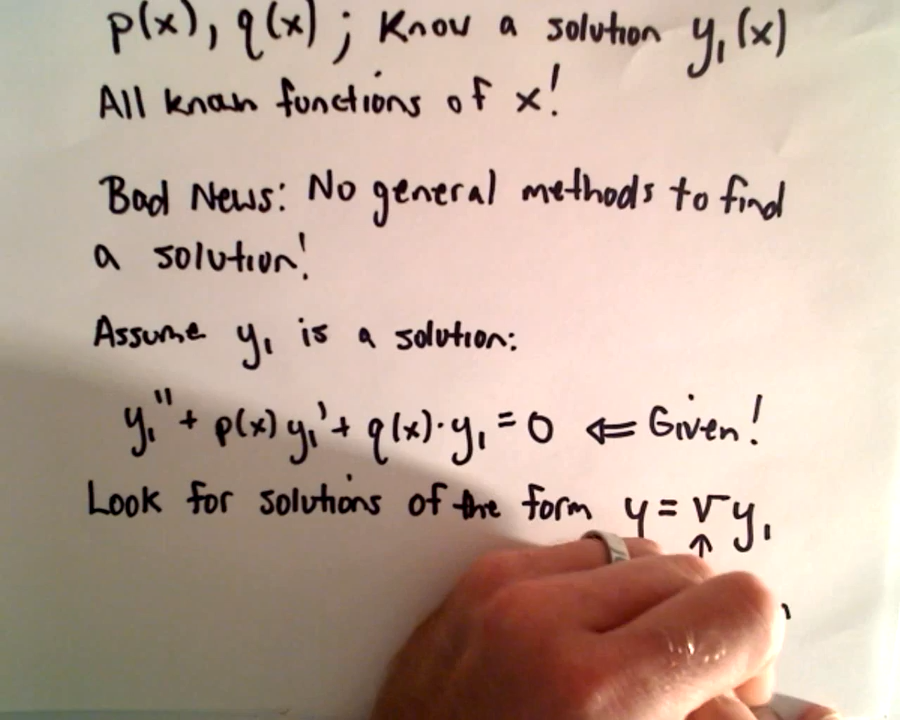 p(x), q(x) ; Know a solution y₁(x)
All known functions of x!
Bad News: No general methods to find
a solution!
Assume y₁ is a solution:
y₁'' + p(x) y₁' + q(x)·y₁ = 0 ⇐ Given!
Look for solutions of the form y = v y₁
↑